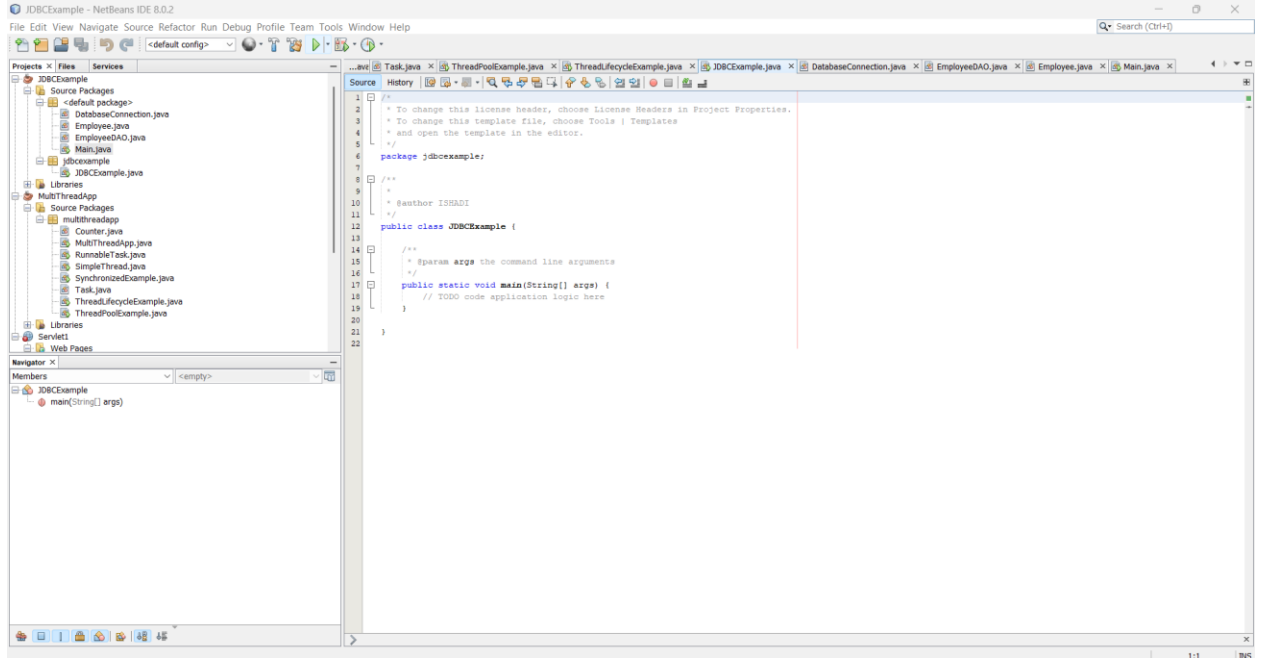 JDBCExample - NetBeans IDE 8.0.2
File Edit View Navigate Source Refactor Run Debug Profile Team Tools Window Help
Search (Ctrl+I)
<default config>
Projects Files Services
JDBCExample
Source Packages
<default package>
DatabaseConnection.java
Employee.java
EmployeeDAO.java
Main.java
jdbcexample
JDBCExample.java
Libraries
MultiThreadApp
Source Packages
multithreadapp
Counter.java
MultiThreadApp.java
RunnableTask.java
SimpleThread.java
SynchronizedExample.java
Task.java
ThreadLifecycleExample.java
ThreadPoolExample.java
Libraries
Servlet1
Web Pages
Navigator
Members <empty>
JDBCExample
main(String[] args)
...ava Task.java ThreadPoolExample.java ThreadLifecycleExample.java JDBCExample.java DatabaseConnection.java EmployeeDAO.java Employee.java Main.java
Source History
1 /*
2 * To change this license header, choose License Headers in Project Properties.
3 * To change this template file, choose Tools | Templates
4 * and open the template in the editor.
5 */
6 package jdbcexample;
7
8 /**
9 *
10 * @author ISHADI
11 */
12 public class JDBCExample {
13
14 /**
15 * @param args the command line arguments
16 */
17 public static void main(String[] args) {
18 // TODO code application logic here
19 }
20
21 }
22
1:1 INS